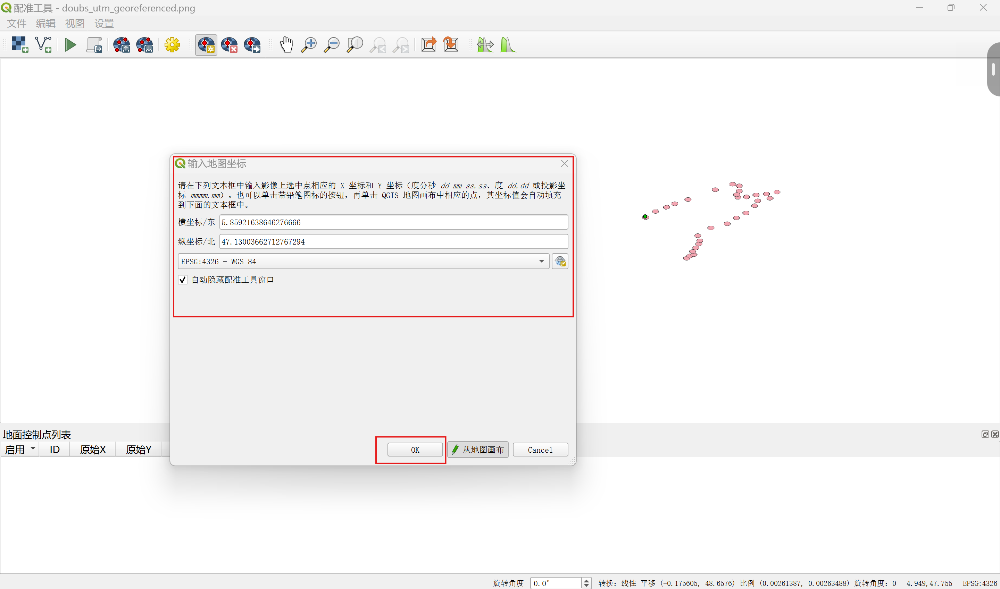 配准工具 - doubs_utm_georeferenced.png
文件 编辑 视图 设置
输入地图坐标
请在下列文本框中输入影像上选中点相应的 X 坐标和 Y 坐标（度分秒 dd mm ss.ss、度 dd.dd 或投影坐
标 mmmm.mm）。也可以单击带铅笔图标的按钮，再单击 QGIS 地图画布中相应的点，其坐标值会自动填充
到下面的文本框中。
横坐标/东 5.85921638646276666
纵坐标/北 47.13003662712767294
EPSG:4326 - WGS 84
自动隐藏配准工具窗口
OK 从地图画布 Cancel
地面控制点列表
启用 ID 原始X 原始Y
旋转角度 0.0° 转换：线性 平移 (-0.175605, 48.6576) 比例 (0.00261387, 0.00263488) 旋转角度：0 4.949,47.755 EPSG:4326